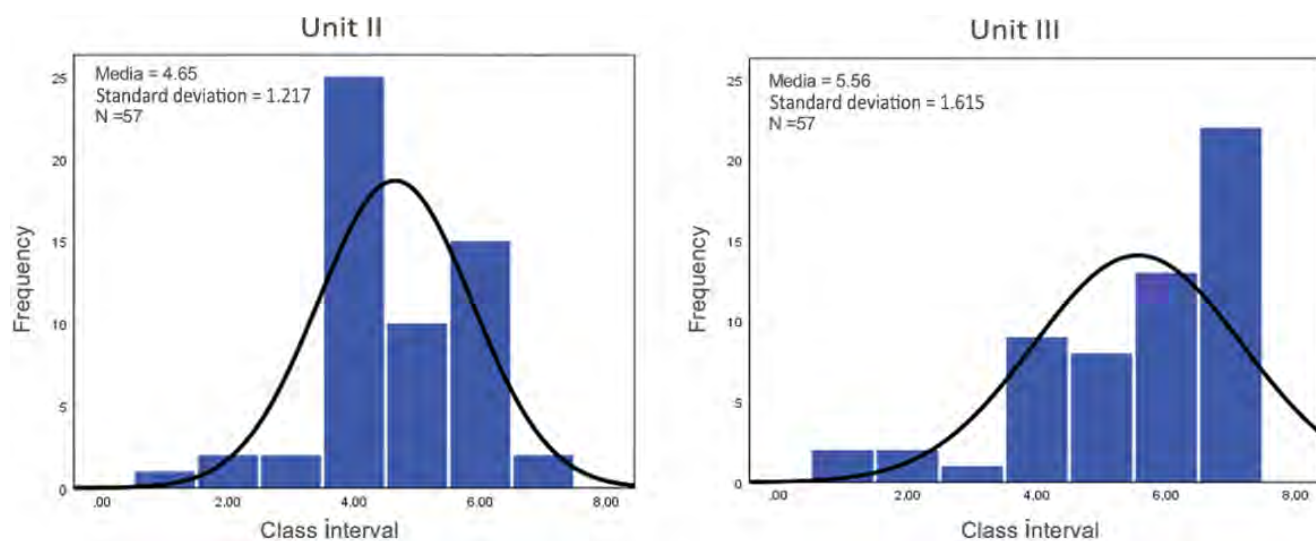 Unit II
Media = 4.65
Standard deviation = 1.217
N =57
25
20
15
10
5
0
Frequency
.00 2.00 4.00 6.00 8.00
Class interval
Unit III
Media = 5.56
Standard deviation = 1.615
N =57
25
20
15
10
5
0
Frequency
.00 2.00 4.00 6.00 8.00
Class interval